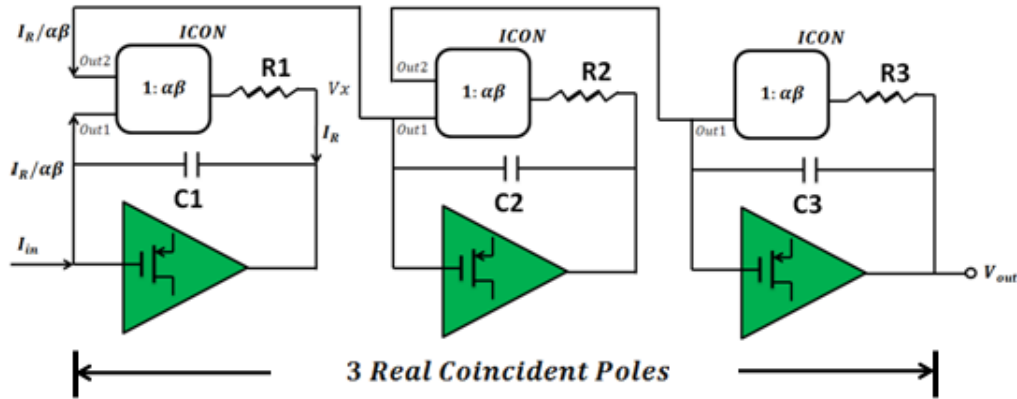 I_R/αβ
ICON
Out2
1: αβ
R1
Vx
Out1
I_R
I_R/αβ
C1
I_in
Out2
ICON
1: αβ
R2
Out1
C2
ICON
1: αβ
R3
Out1
C3
V_out
3 Real Coincident Poles